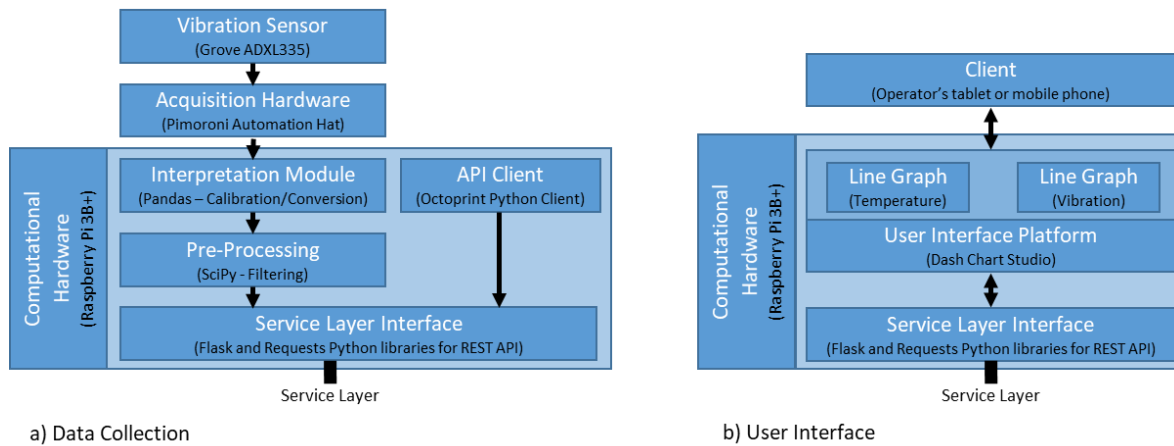 Vibration Sensor
(Grove ADXL335)
Acquisition Hardware
(Pimoroni Automation Hat)
Computational
Hardware
(Raspberry Pi 3B+)
Interpretation Module
(Pandas – Calibration/Conversion)
API Client
(Octoprint Python Client)
Pre-Processing
(SciPy - Filtering)
Service Layer Interface
(Flask and Requests Python libraries for REST API)
Service Layer
a) Data Collection
Client
(Operator's tablet or mobile phone)
Computational
Hardware
(Raspberry Pi 3B+)
Line Graph
(Temperature)
Line Graph
(Vibration)
User Interface Platform
(Dash Chart Studio)
Service Layer Interface
(Flask and Requests Python libraries for REST API)
Service Layer
b) User Interface